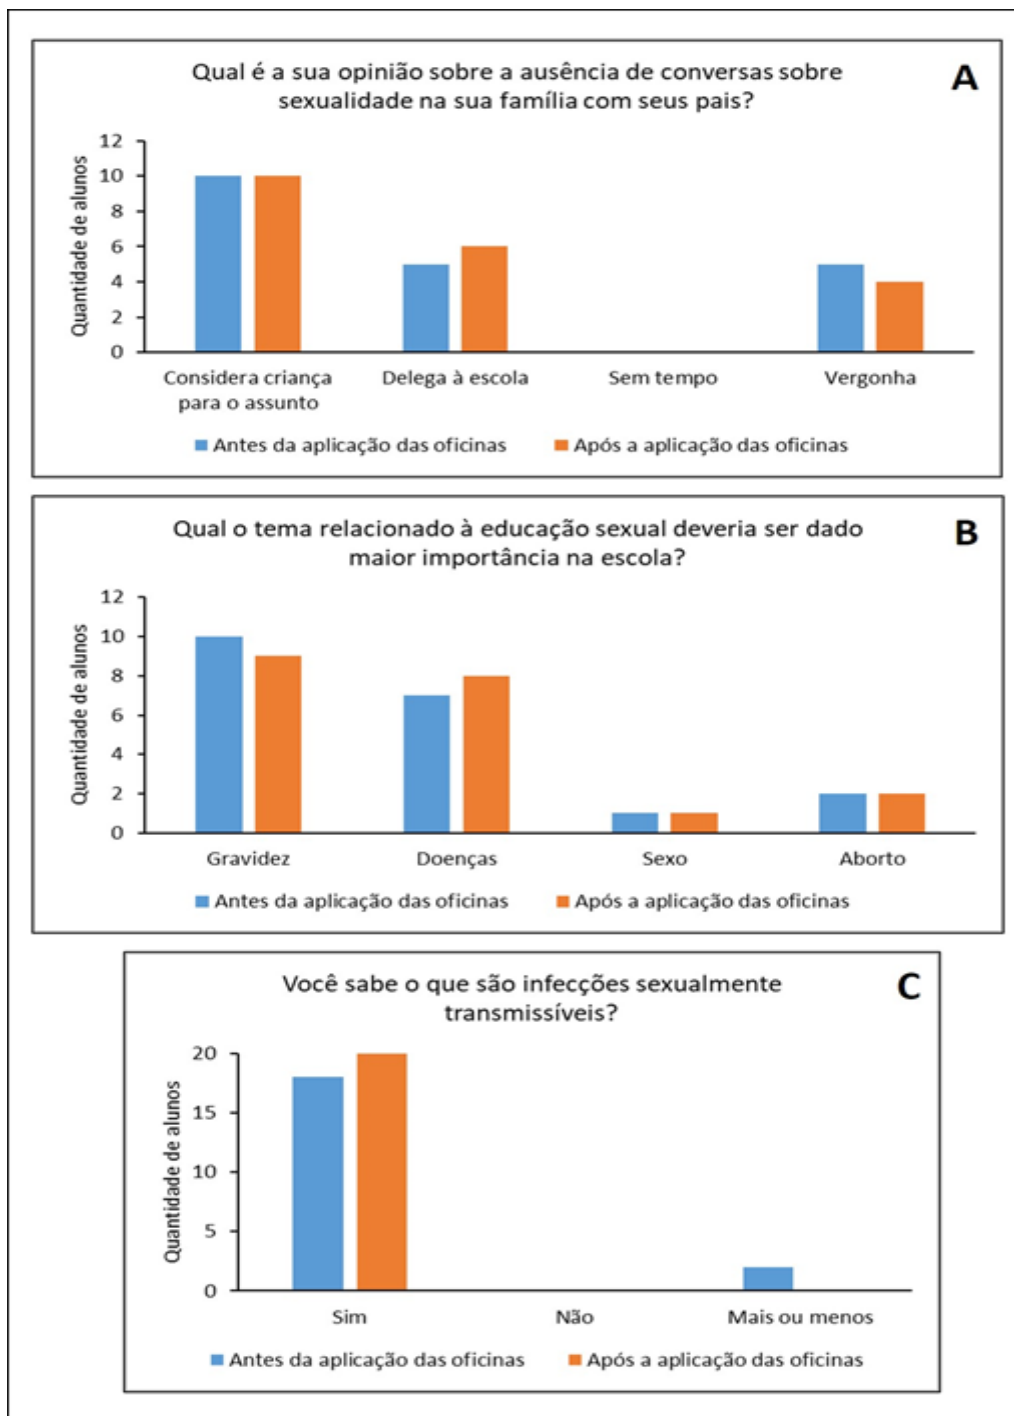 Qual é a sua opinião sobre a ausência de conversas sobre
sexualidade na sua família com seus pais?
A
Quantidade de alunos
12
10
8
6
4
2
0
Considera criança
para o assunto
Delega à escola
Sem tempo
Vergonha
Antes da aplicação das oficinas
Após a aplicação das oficinas
Qual o tema relacionado à educação sexual deveria ser dado
maior importância na escola?
B
Quantidade de alunos
12
10
8
6
4
2
0
Gravidez
Doenças
Sexo
Aborto
Antes da aplicação das oficinas
Após a aplicação das oficinas
Você sabe o que são infecções sexualmente
transmissíveis?
C
Quantidade de alunos
20
15
10
5
0
Sim
Não
Mais ou menos
Antes da aplicação das oficinas
Após a aplicação das oficinas